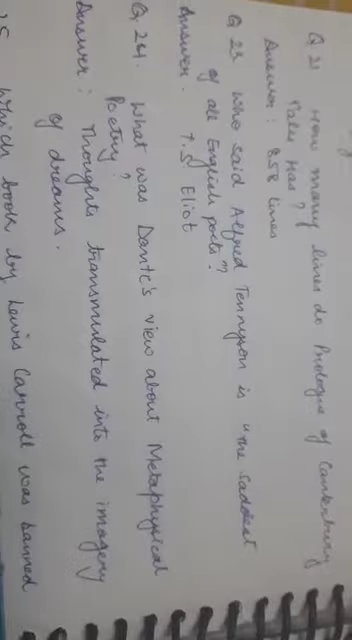 Q. 21 How many lines do Prologue of Canterbury
Tales Has?
Answer: 858 lines
Q. 23 Who said Alfred Tennyson is "the saddest
of all English poets"?
Answer. T.S Eliot
Q. 24. What was Dante's view about Metaphysical
Poetry?
Answer: Thoughts transmulated into the imagery
of dreams.
Which book by Lewis Carroll was banned